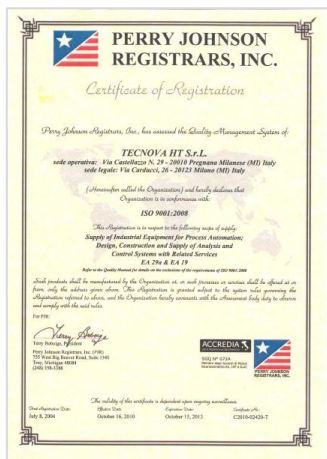 PERRY JOHNSON
REGISTRARS, INC.
Certificate of Registration
Perry Johnson Registrars, Inc., has assessed the Quality Management System of:
TECNOVA HT S.r.L.
sede operativa: Via Castellazzo N. 29 - 20010 Pregnana Milanese (MI) Italy
sede legale: Via Carducci, 26 - 20123 Milano (MI) Italy
(Hereinafter called the Organization) and hereby declares that
Organization is in conformance with:
ISO 9001:2008
This Registration is in respect to the following scope of supply:
Supply of Industrial Equipment for Process Automation;
Design, Construction and Supply of Analysis and
Control Systems with Related Services
EA 29a & EA 19
Refer to the Quality Manual for details on the exclusions of the requirements of ISO 9001:2008
Such products shall be manufactured by the Organization at, or such processes or services shall be offered at or
from, only the address given above. This Registration is granted subject to the system rules governing the
Registration referred to above, and the Organization hereby covenants with the Assessment body duty to observe
and comply with the said rules.
For PJR:
Terry Boboige, President
Perry Johnson Registrars, Inc. (PJR)
755 West Big Beaver Road, Suite 1340
Troy, Michigan 48084
(248) 358-3388
ACCREDIA
SGQ N° 073A
PERRY JOHNSON
REGISTRARS, INC.
The validity of this certificate is dependent upon ongoing surveillance.
Initial Registration Date: Effective Date: Expiration Date: Certificate No.:
July 8, 2004 October 16, 2010 October 15, 2013 C2010-02420-T